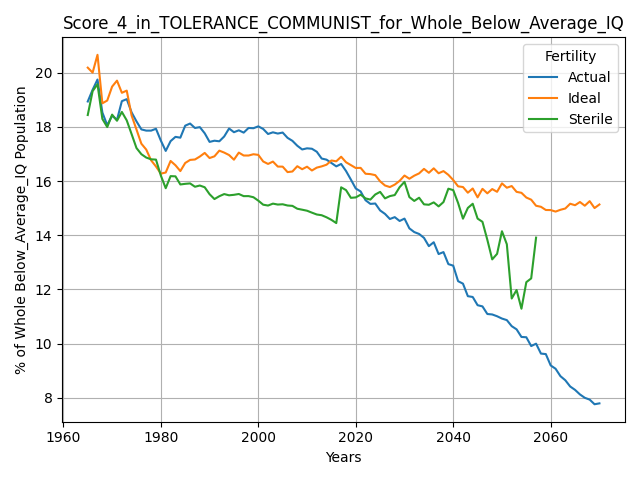 Score_4_in_TOLERANCE_COMMUNIST_for_Whole_Below_Average_IQ
Fertility
Actual
Ideal
Sterile
% of Whole Below_Average_IQ Population
20
18
16
14
12
10
8
1960 1980 2000 2020 2040 2060
Years